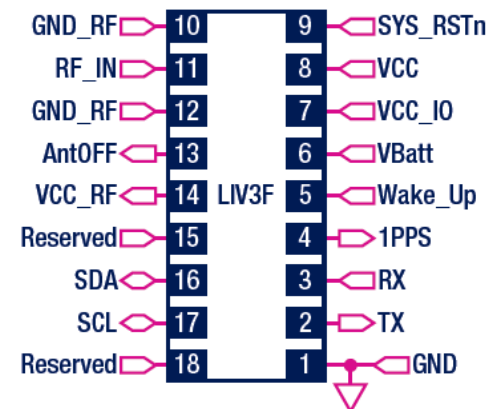 GND_RF 10 9 SYS_RSTn
RF_IN 11 8 VCC
GND_RF 12 7 VCC_IO
AntOFF 13 6 VBatt
VCC_RF 14 LIV3F 5 Wake_Up
Reserved 15 4 1PPS
SDA 16 3 RX
SCL 17 2 TX
Reserved 18 1 GND